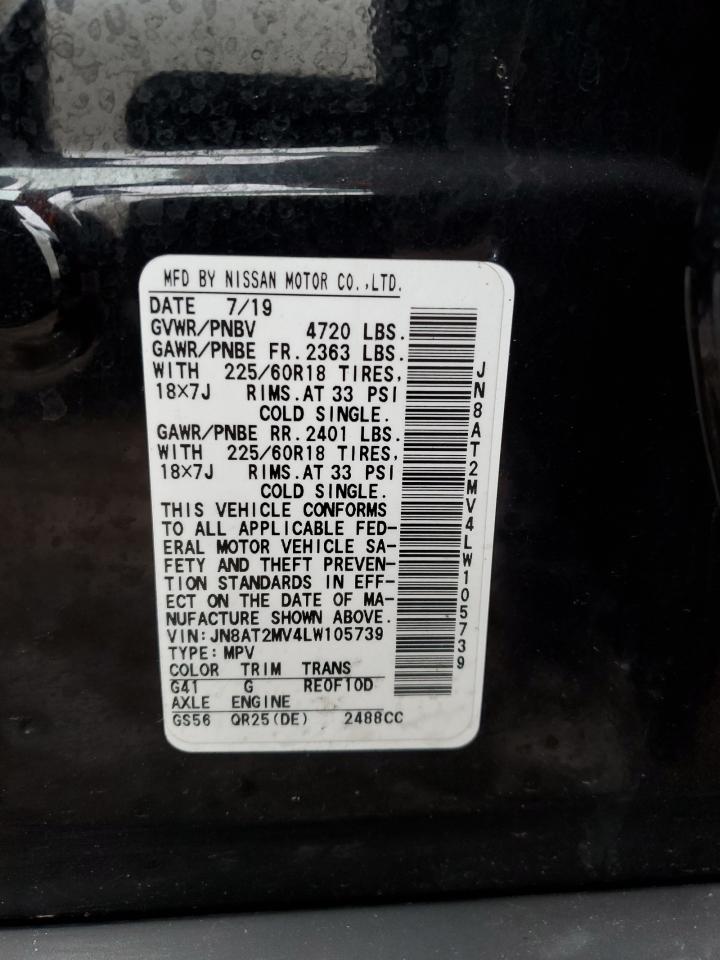 MFD BY NISSAN MOTOR CO.,LTD.
DATE 7/19
GVWR/PNBV 4720 LBS.
GAWR/PNBE FR. 2363 LBS.
WITH 225/60R18 TIRES,
18×7J RIMS. AT 33 PSI
COLD SINGLE.
GAWR/PNBE RR. 2401 LBS.
WITH 225/60R18 TIRES,
18×7J RIMS. AT 33 PSI
COLD SINGLE.
THIS VEHICLE CONFORMS
TO ALL APPLICABLE FED-
ERAL MOTOR VEHICLE SA-
FETY AND THEFT PREVEN-
TION STANDARDS IN EFF-
ECT ON THE DATE OF MA-
NUFACTURE SHOWN ABOVE.
VIN:JN8AT2MV4LW105739
TYPE:MPV
COLOR TRIM TRANS
G41 G RE0F10D
AXLE ENGINE
GS56 QR25(DE) 2488CC
JN8AT2MV4LW105739